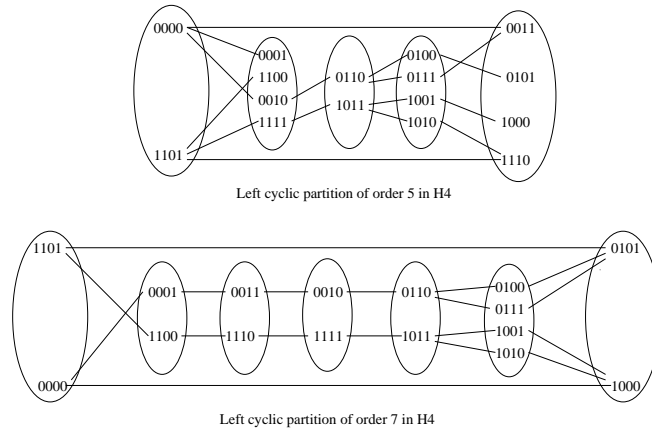 0000 0011
0001 0100
1100 0110 0111 0101
0010 1011 1001 1000
1111 1010
1101 1110
Left cyclic partition of order 5 in H4
1101 0101
0001 0011 0010 0110 0100
0111
1100 1110 1111 1011 1001
1010
0000 1000
Left cyclic partition of order 7 in H4